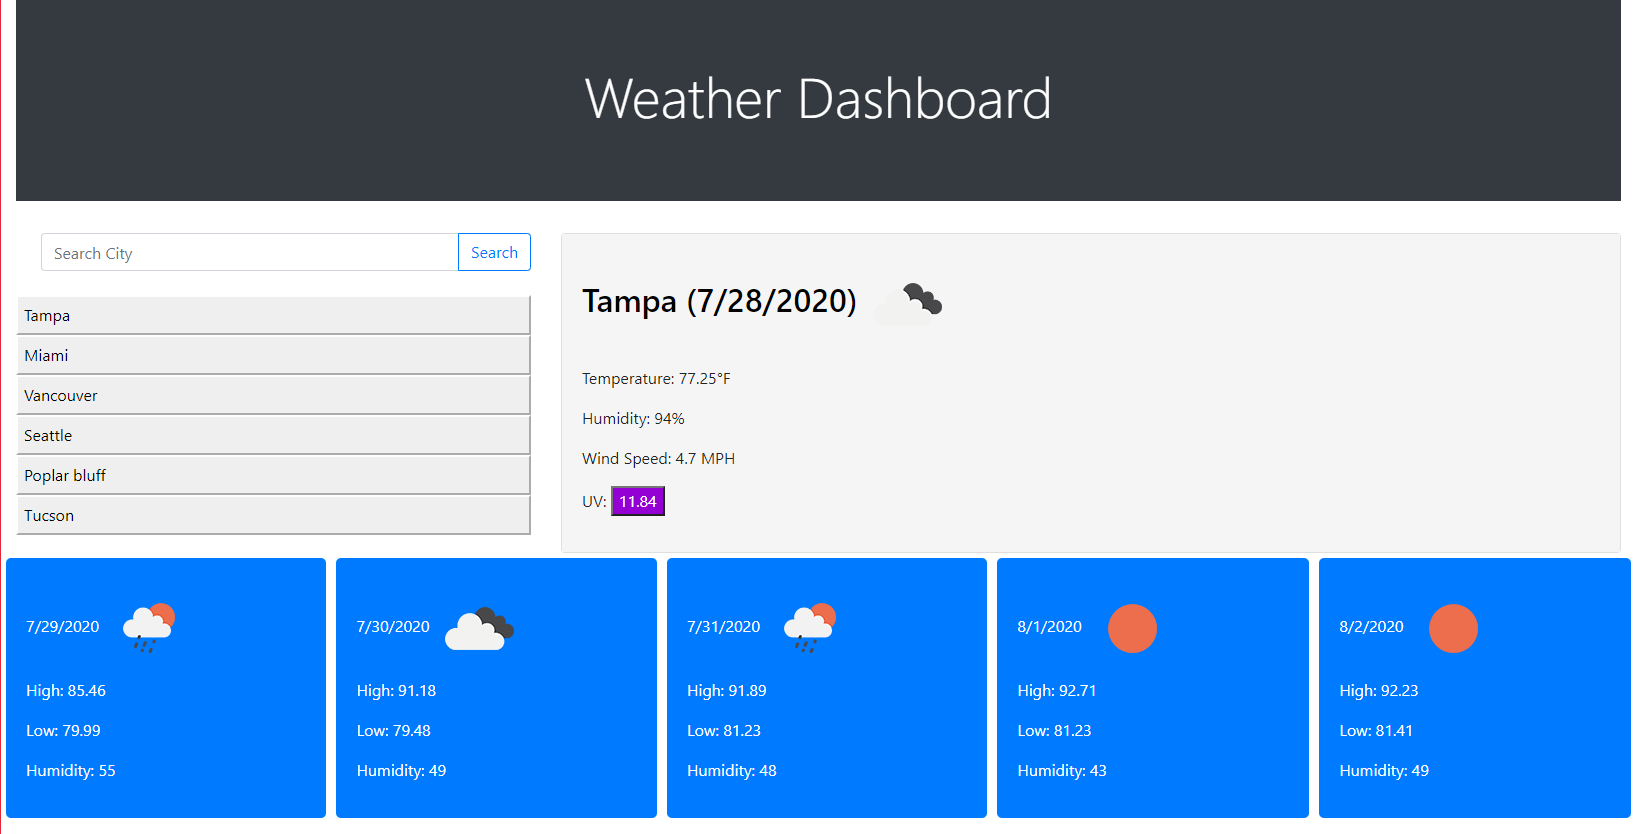 Weather Dashboard
Search City
Search
Tampa
Miami
Vancouver
Seattle
Poplar bluff
Tucson
Tampa (7/28/2020)
Temperature: 77.25°F
Humidity: 94%
Wind Speed: 4.7 MPH
UV: 11.84
7/29/2020
High: 85.46
Low: 79.99
Humidity: 55
7/30/2020
High: 91.18
Low: 79.48
Humidity: 49
7/31/2020
High: 91.89
Low: 81.23
Humidity: 48
8/1/2020
High: 92.71
Low: 81.23
Humidity: 43
8/2/2020
High: 92.23
Low: 81.41
Humidity: 49